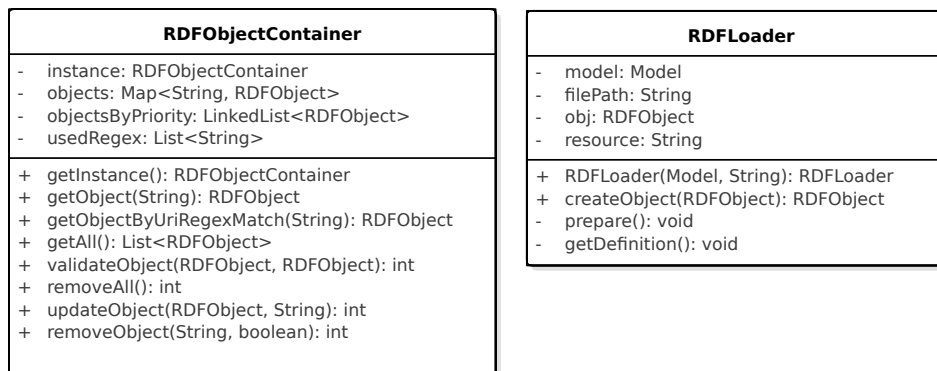 RDFObjectContainer
- instance: RDFObjectContainer
- objects: Map<String, RDFObject>
- objectsByPriority: LinkedList<RDFObject>
- usedRegex: List<String>
+ getInstance(): RDFObjectContainer
+ getObject(String): RDFObject
+ getObjectByUriRegexMatch(String): RDFObject
+ getAll(): List<RDFObject>
+ validateObject(RDFObject, RDFObject): int
+ removeAll(): int
+ updateObject(RDFObject, String): int
+ removeObject(String, boolean): int
RDFLoader
- model: Model
- filePath: String
- obj: RDFObject
- resource: String
+ RDFLoader(Model, String): RDFLoader
+ createObject(RDFObject): RDFObject
- prepare(): void
- getDefinition(): void